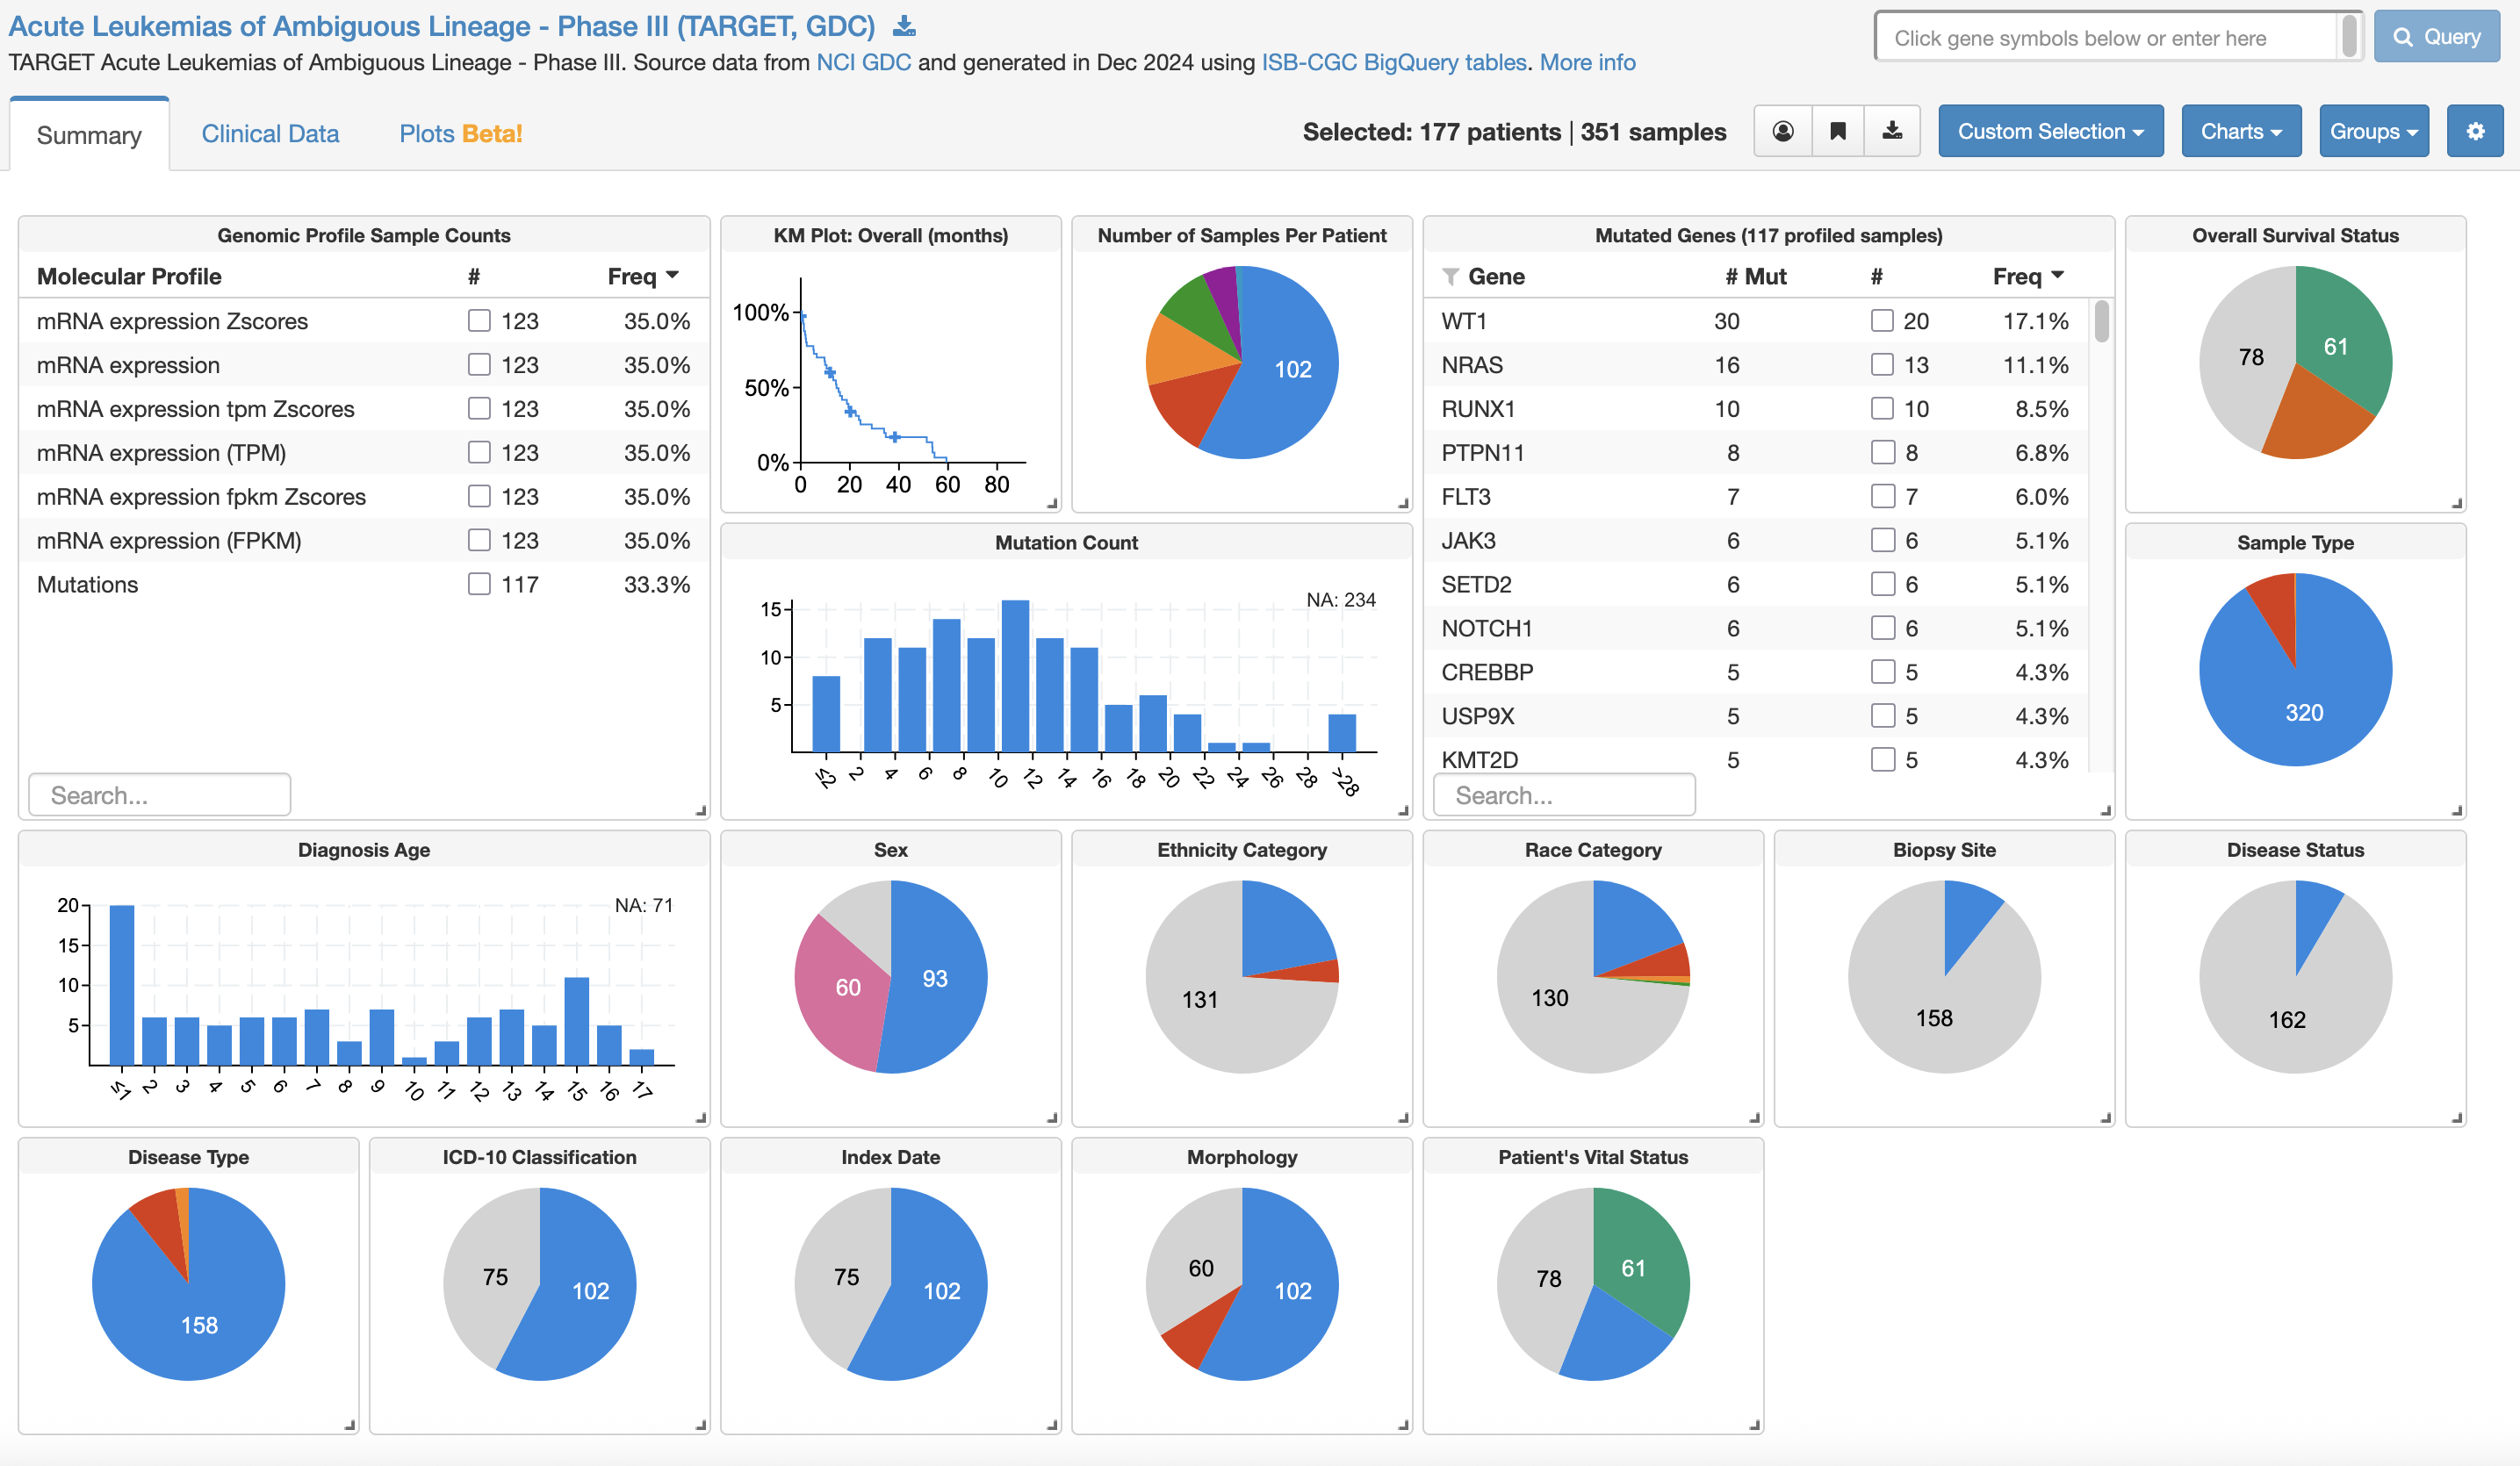 Acute Leukemias of Ambiguous Lineage - Phase III (TARGET, GDC)
TARGET Acute Leukemias of Ambiguous Lineage - Phase III. Source data from NCI GDC and generated in Dec 2024 using ISB-CGC BigQuery tables. More info
Click gene symbols below or enter here
Query
Summary
Clinical Data
Plots Beta!
Selected: 177 patients | 351 samples
Custom Selection
Charts
Groups
Genomic Profile Sample Counts
Molecular Profile # Freq
mRNA expression Zscores 123 35.0%
mRNA expression 123 35.0%
mRNA expression tpm Zscores 123 35.0%
mRNA expression (TPM) 123 35.0%
mRNA expression fpkm Zscores 123 35.0%
mRNA expression (FPKM) 123 35.0%
Mutations 117 33.3%
Search...
KM Plot: Overall (months)
100%
50%
0%
0 20 40 60 80
Number of Samples Per Patient
102
Mutation Count
NA: 234
15
10
5
≤2 2 4 6 8 10 12 14 16 18 20 22 24 26 28 >28
Mutated Genes (117 profiled samples)
Gene # Mut # Freq
WT1 30 20 17.1%
NRAS 16 13 11.1%
RUNX1 10 10 8.5%
PTPN11 8 8 6.8%
FLT3 7 7 6.0%
JAK3 6 6 5.1%
SETD2 6 6 5.1%
NOTCH1 6 6 5.1%
CREBBP 5 5 4.3%
USP9X 5 5 4.3%
KMT2D 5 5 4.3%
Search...
Overall Survival Status
78
61
Sample Type
320
Diagnosis Age
NA: 71
20
15
10
5
≤1 2 3 4 5 6 7 8 9 10 11 12 13 14 15 16 17
Sex
60
93
Ethnicity Category
131
Race Category
130
Biopsy Site
158
Disease Status
162
Disease Type
158
ICD-10 Classification
75
102
Index Date
75
102
Morphology
60
102
Patient's Vital Status
78
61